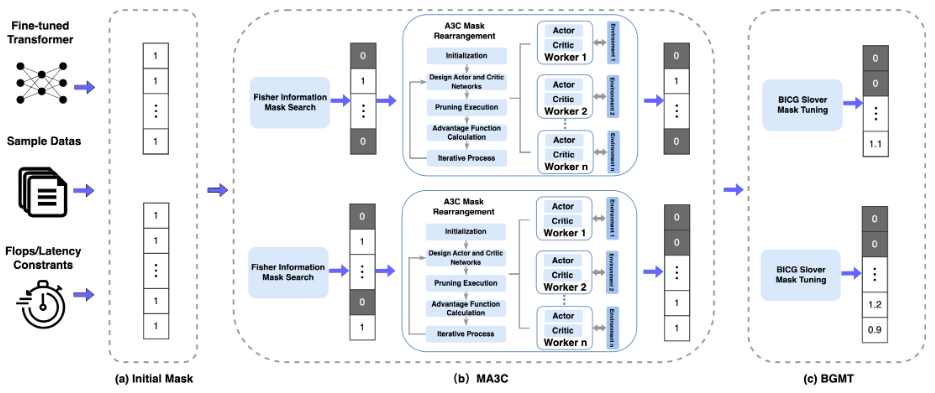 Fine-tuned
Transformer
Sample Datas
Flops/Latency
Constrants
1
1
⋮
1
1
1
⋮
1
1
(a) Initial Mask
Fisher Information
Mask Search
0
1
⋮
0
A3C Mask
Rearrangement
Initialization
Design Actor and Critic
Networks
Pruning Execution
Advantage Function
Calculation
Iterative Process
Actor
Critic
Worker 1
Environment 1
Actor
Critic
Worker 2
Environment 2
Actor
Critic
Worker n
Environment n
0
1
⋮
0
Fisher Information
Mask Search
0
1
⋮
0
1
A3C Mask
Rearrangement
Initialization
Design Actor and Critic
Networks
Pruning Execution
Advantage Function
Calculation
Iterative Process
Actor
Critic
Worker 1
Environment 1
Actor
Critic
Worker 2
Environment 2
Actor
Critic
Worker n
Environment n
0
0
⋮
1
1
(b) MA3C
BICG Slover
Mask Tuning
0
0
⋮
1.1
BICG Slover
Mask Tuning
0
0
⋮
1.2
0.9
(c) BGMT